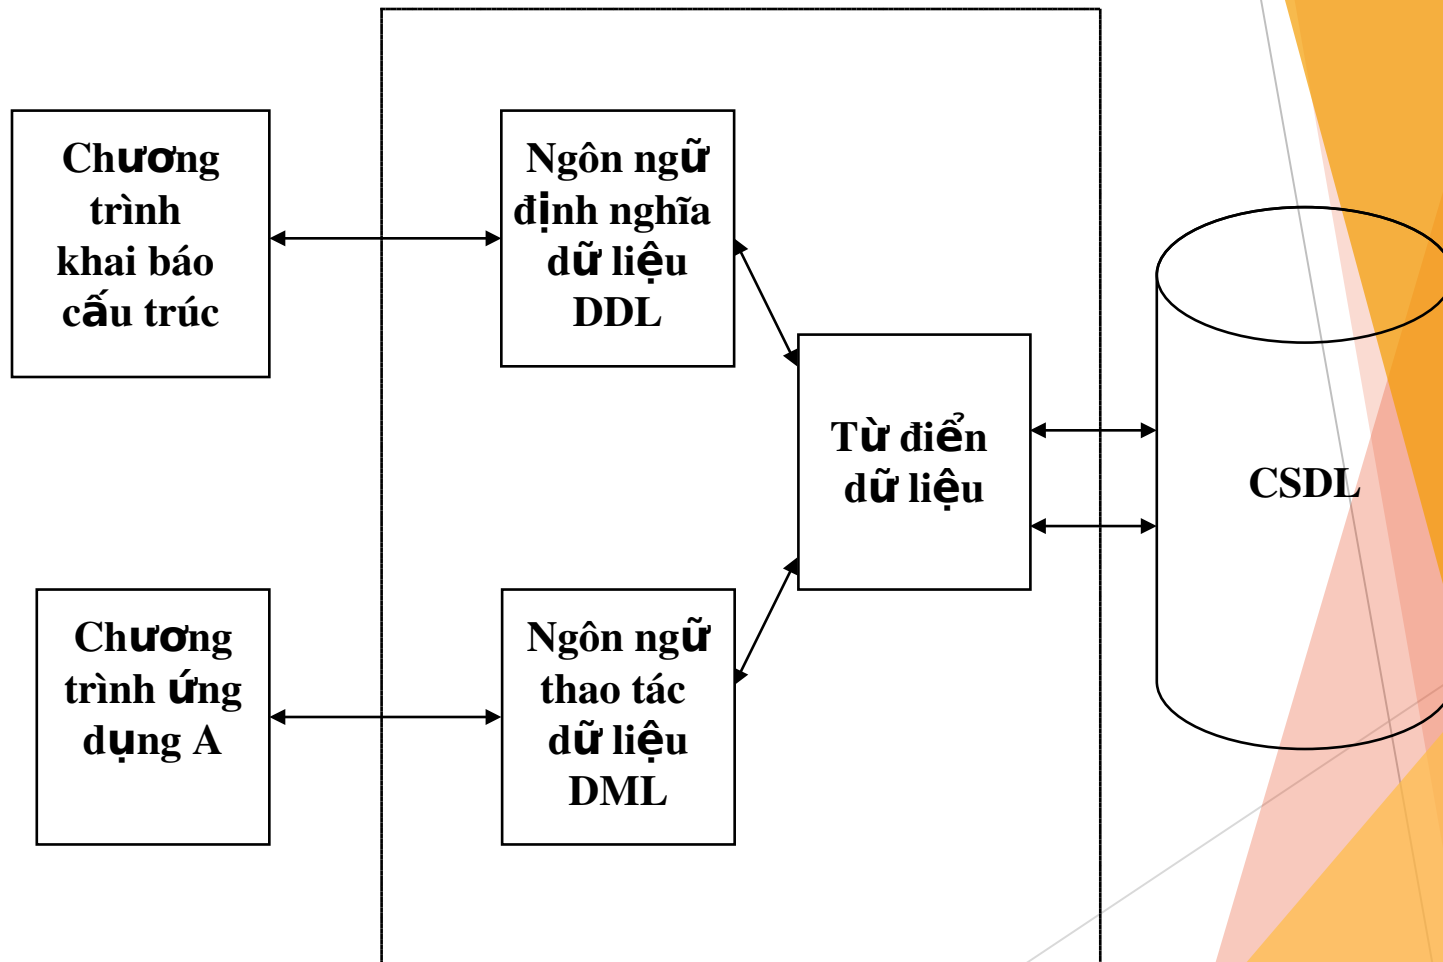 Chương
trình
khai báo
cấu trúc
Ngôn ngữ
định nghĩa
dữ liệu
DDL
Từ điển
dữ liệu
CSDL
Chương
trình ứng
dụng A
Ngôn ngữ
thao tác
dữ liệu
DML